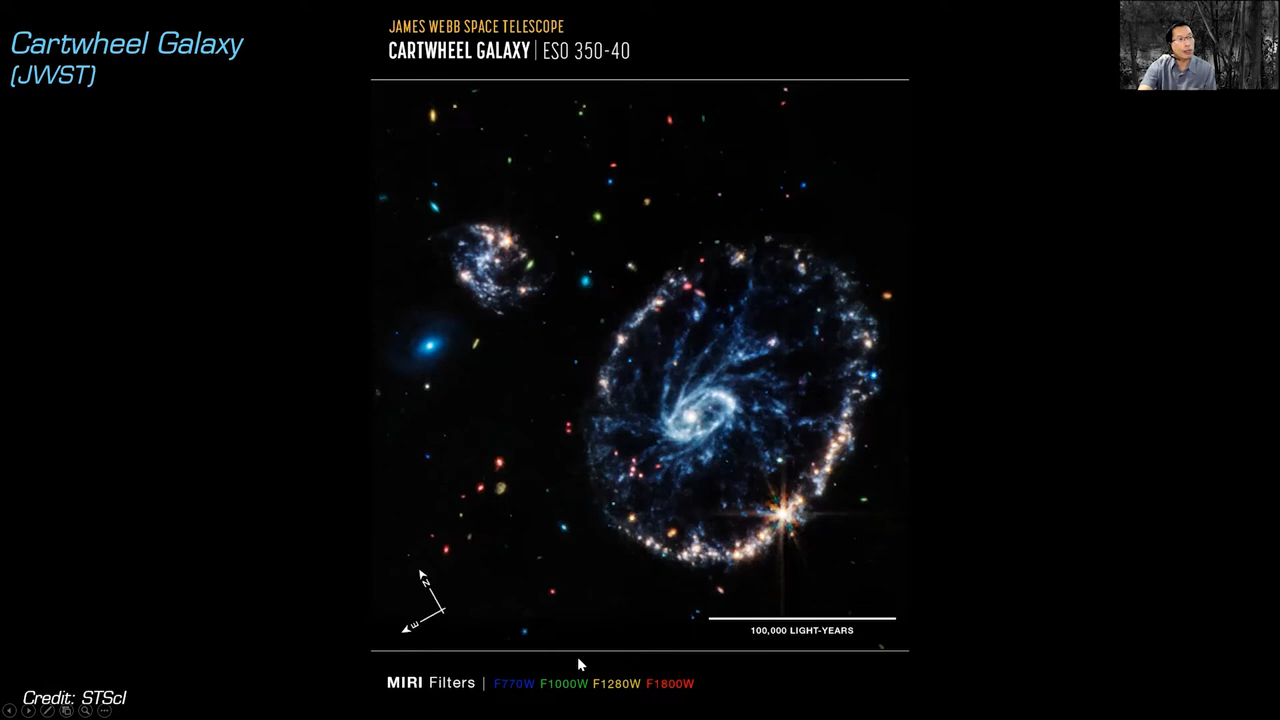 Cartwheel Galaxy
(JWST)
JAMES WEBB SPACE TELESCOPE
CARTWHEEL GALAXY | ESO 350-40
N
E
100,000 LIGHT-YEARS
MIRI Filters | F770W F1000W F1280W F1800W
Credit: STScI